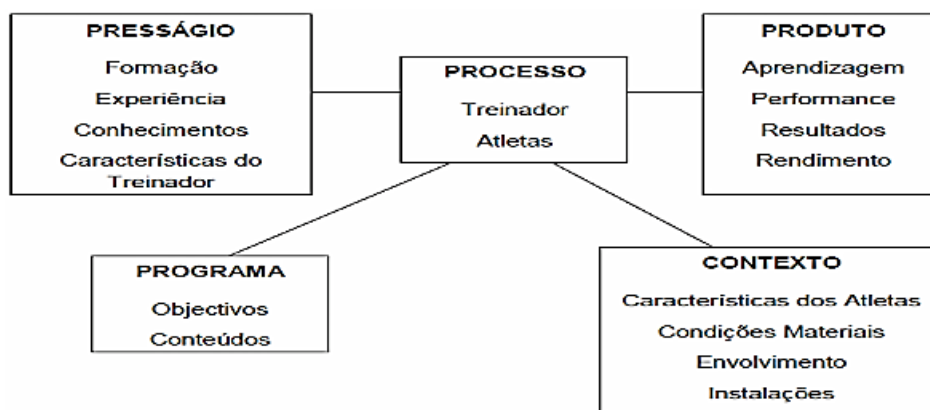 PRESSÁGIO
Formação
Experiência
Conhecimentos
Características do
Treinador
PROCESSO
Treinador
Atletas
PRODUTO
Aprendizagem
Performance
Resultados
Rendimento
PROGRAMA
Objectivos
Conteúdos
CONTEXTO
Características dos Atletas
Condições Materiais
Envolvimento
Instalações